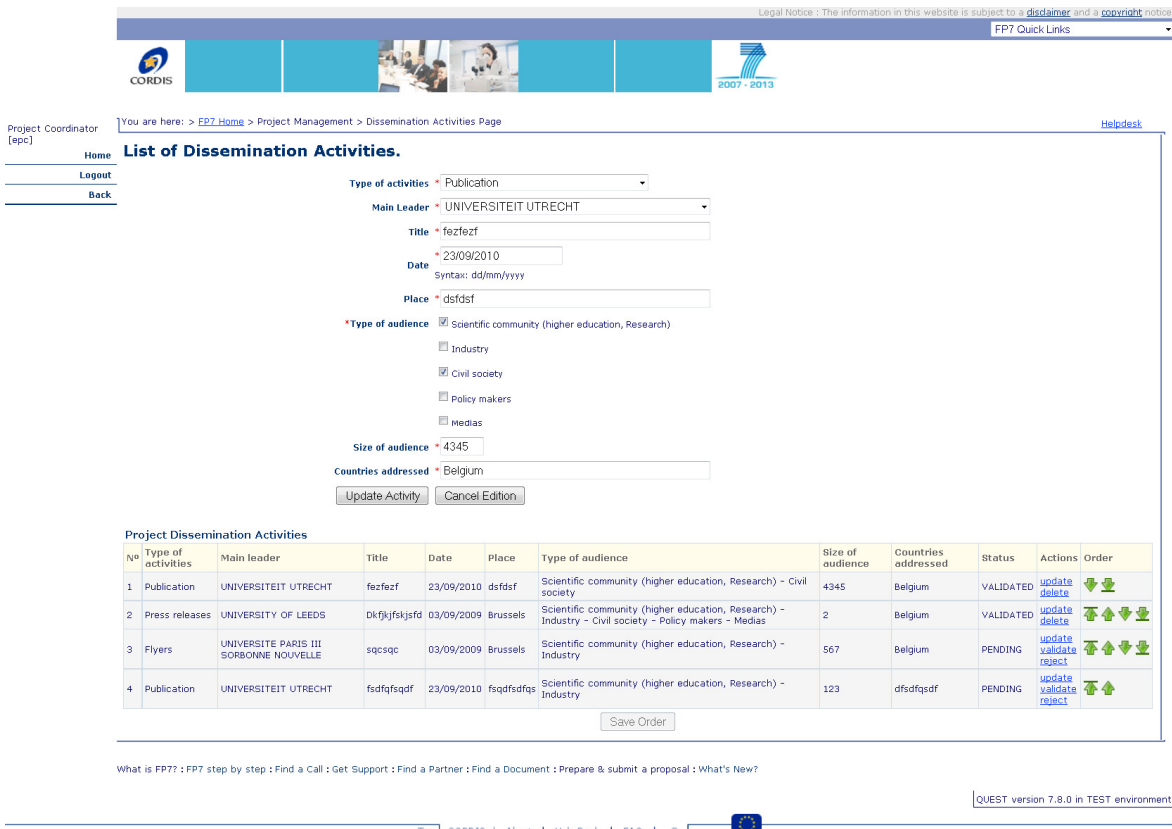 Legal Notice : The information in this website is subject to a disclaimer and a copyright notice
FP7 Quick Links
CORDIS
7
2007 - 2013
Project Coordinator
[epc]
Home
Logout
Back
You are here: > FP7 Home > Project Management > Dissemination Activities Page
Helpdesk
List of Dissemination Activities.
Type of activities * Publication
Main Leader * UNIVERSITEIT UTRECHT
Title * fezfezf
Date * 23/09/2010
Syntax: dd/mm/yyyy
Place * dsfdsf
*Type of audience Scientific community (higher education, Research)
Industry
Civil society
Policy makers
Medias
Size of audience * 4345
Countries addressed * Belgium
Update Activity Cancel Edition
Project Dissemination Activities
Nº Type of activities Main leader Title Date Place Type of audience Size of audience Countries addressed Status Actions Order
1 Publication UNIVERSITEIT UTRECHT fezfezf 23/09/2010 dsfdsf Scientific community (higher education, Research) - Civil society 4345 Belgium VALIDATED update delete
2 Press releases UNIVERSITY OF LEEDS Dkfjkjfskjsfd 03/09/2009 Brussels Scientific community (higher education, Research) - Industry - Civil society - Policy makers - Medias 2 Belgium VALIDATED update delete
3 Flyers UNIVERSITE PARIS III SORBONNE NOUVELLE sqcsqc 03/09/2009 Brussels Scientific community (higher education, Research) - Industry 567 Belgium PENDING update validate reject
4 Publication UNIVERSITEIT UTRECHT fsdfqfsqdf 23/09/2010 fsqdfsdfqs Scientific community (higher education, Research) - Industry 123 dfsdfqsdf PENDING update validate reject
Save Order
What is FP7? : FP7 step by step : Find a Call : Get Support : Find a Partner : Find a Document : Prepare & submit a proposal : What's New?
QUEST version 7.8.0 in TEST environment